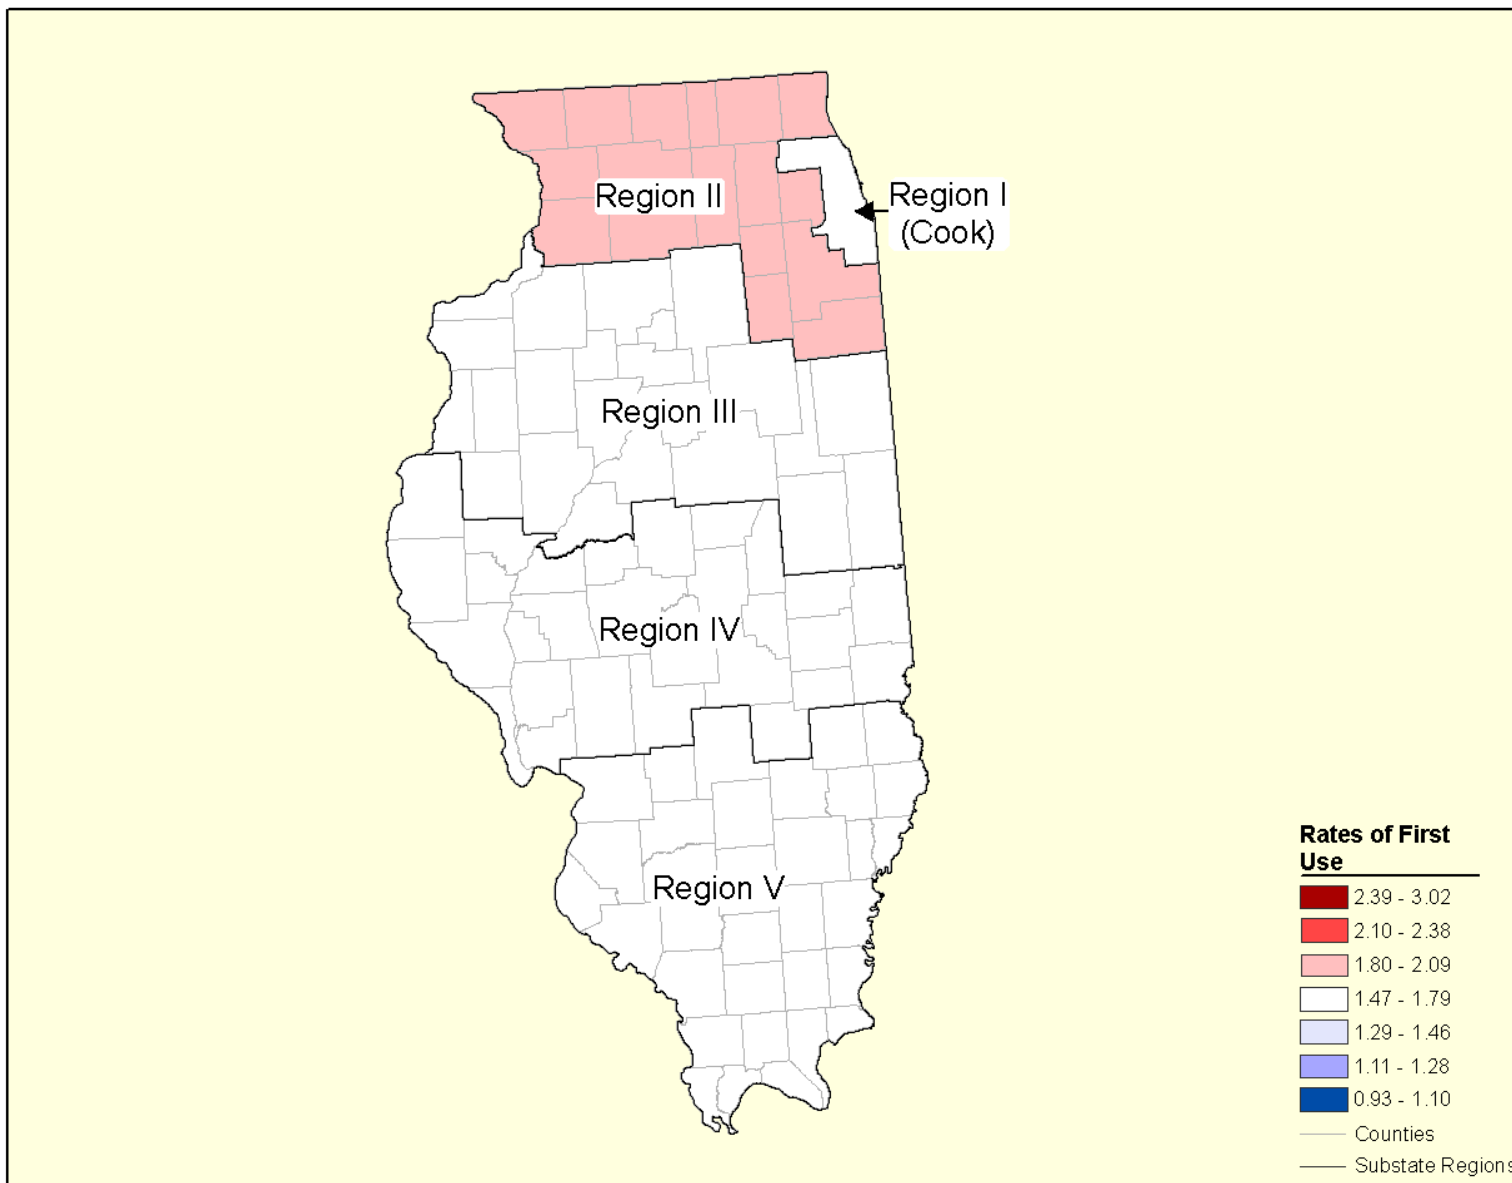 Region II
Region I
(Cook)
Region III
Region IV
Region V
Rates of First
Use
2.39 - 3.02
2.10 - 2.38
1.80 - 2.09
1.47 - 1.79
1.29 - 1.46
1.11 - 1.28
0.93 - 1.10
Counties
Substate Regions